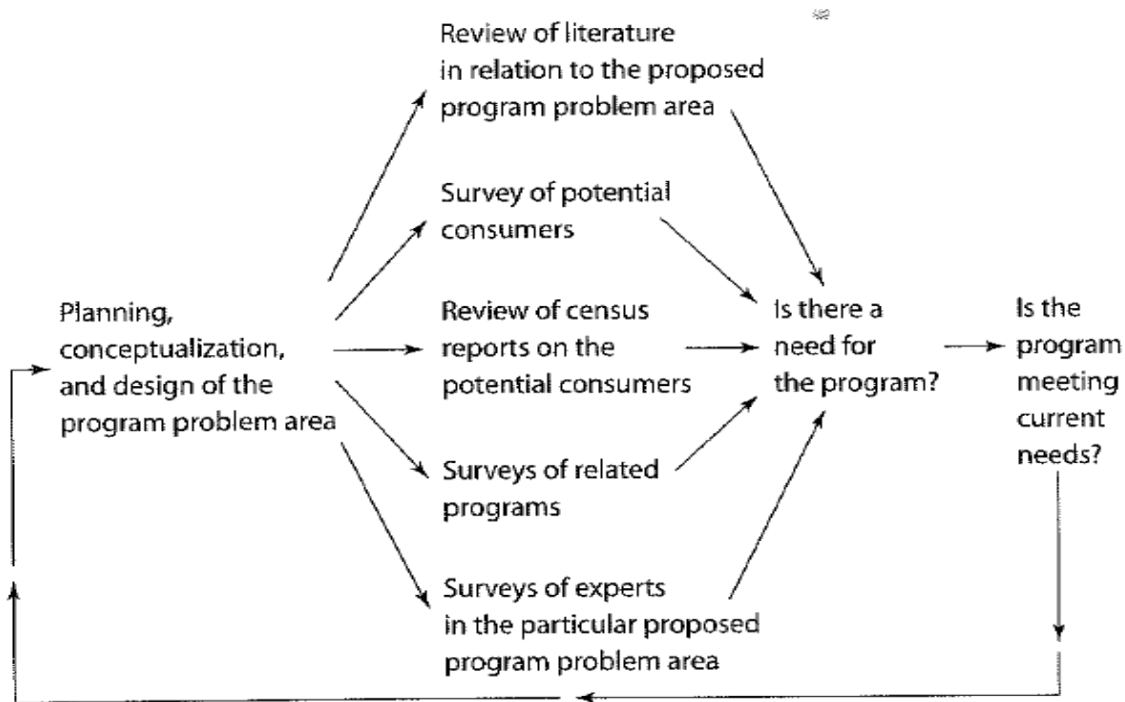 Review of literature
in relation to the proposed
program problem area
Survey of potential
consumers
Planning,
conceptualization,
and design of the
program problem area
Review of census
reports on the
potential consumers
Is there a
need for
the program?
Is the
program
meeting
current
needs?
Surveys of related
programs
Surveys of experts
in the particular proposed
program problem area